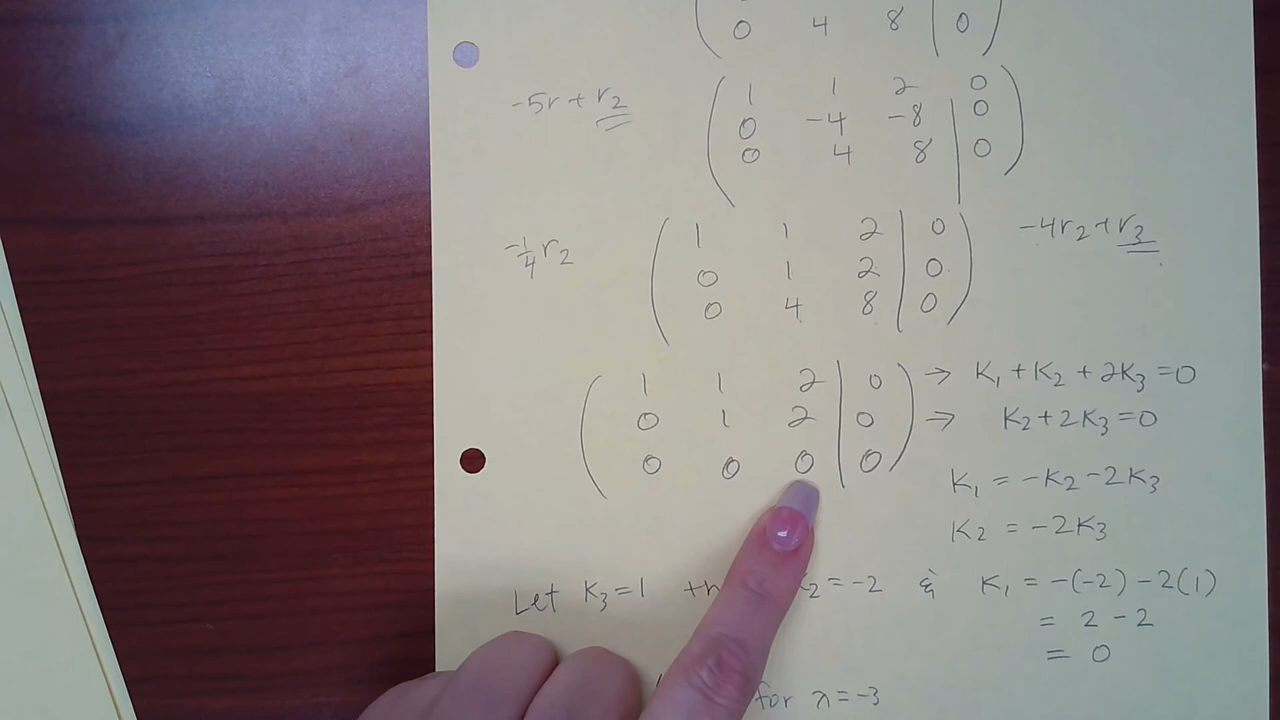 0 4 8 | 0
-5r + r₂
1 1 2 0
0 -4 -8 | 0
0 4 8 | 0
-1/4 r₂
1 1 2 | 0
0 1 2 | 0
0 4 8 | 0
-4r₂ + r₃
1 1 2 | 0 → K₁ + K₂ + 2K₃ = 0
0 1 2 | 0 → K₂ + 2K₃ = 0
0 0 0 | 0
K₁ = -K₂ - 2K₃
K₂ = -2K₃
Let K₃ = 1 ₂ = -2 & K₁ = -(-2) - 2(1)
= 2 - 2
= 0
for λ = -3